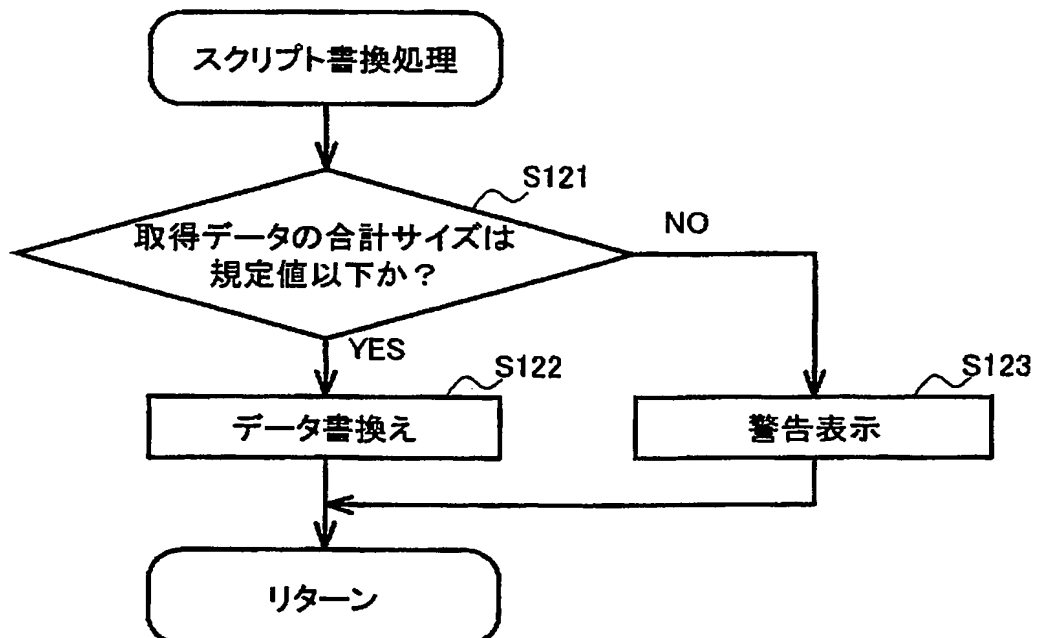 スクリプト書換処理
S121
取得データの合計サイズは
規定値以下か？
NO
YES
S122
データ書換え
S123
警告表示
リターン